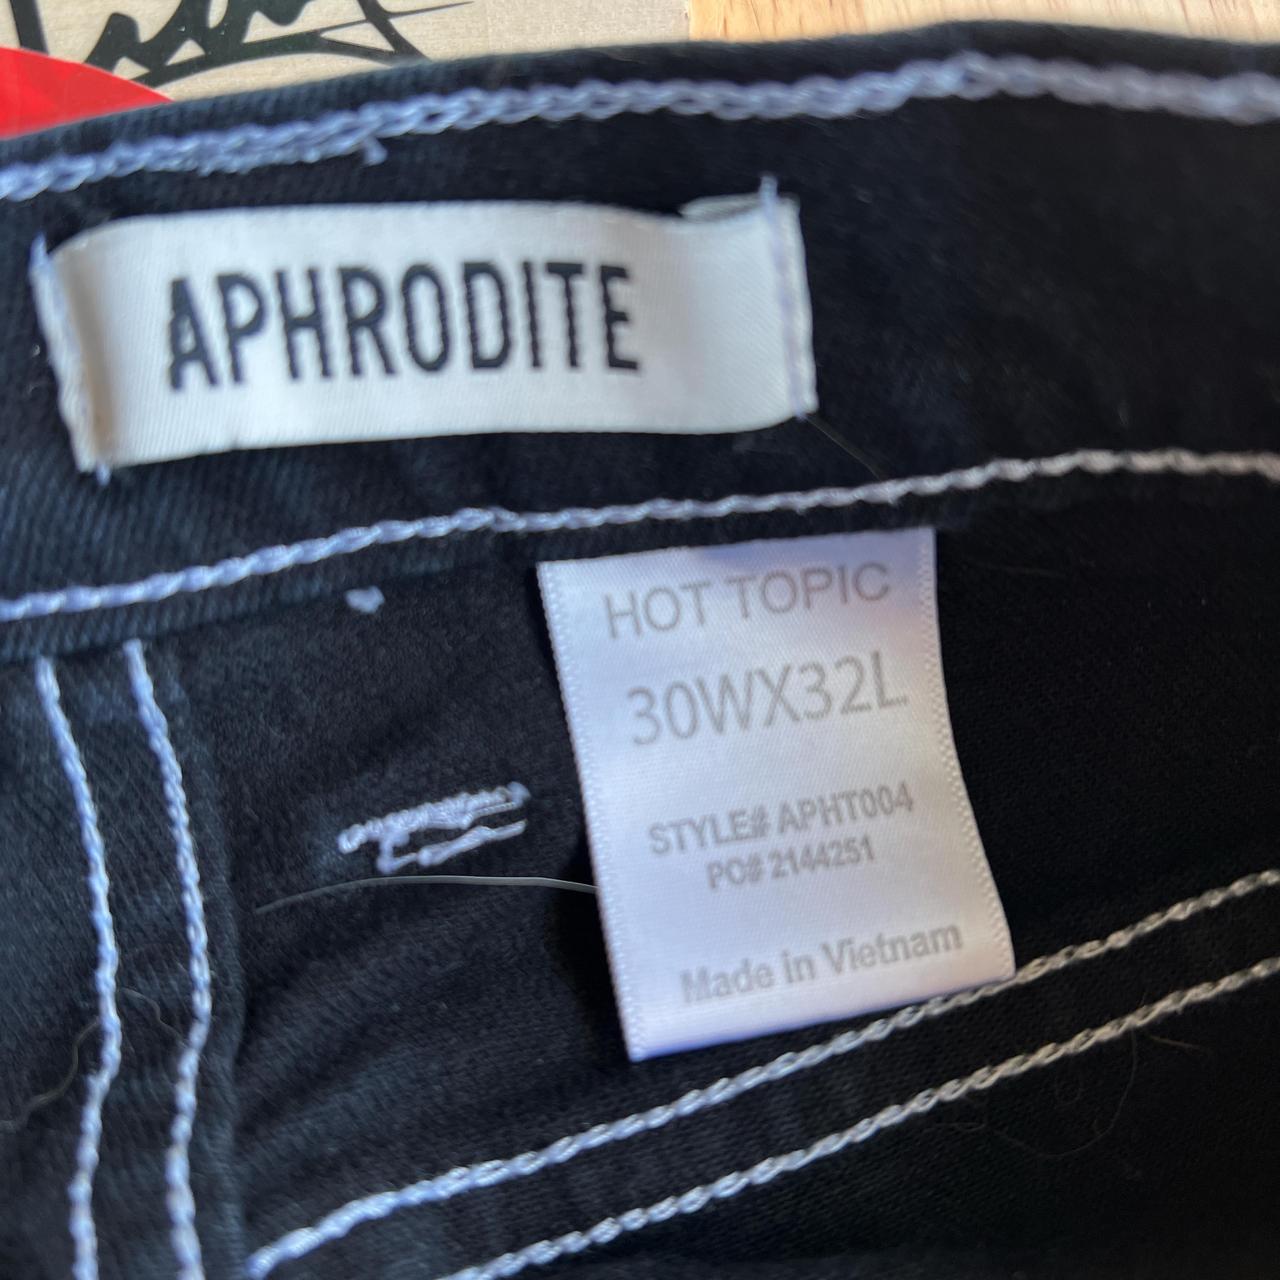 APHRODITE
HOT TOPIC
30WX32L
STYLE# APHT004
PO# 2144251
Made in Vietnam